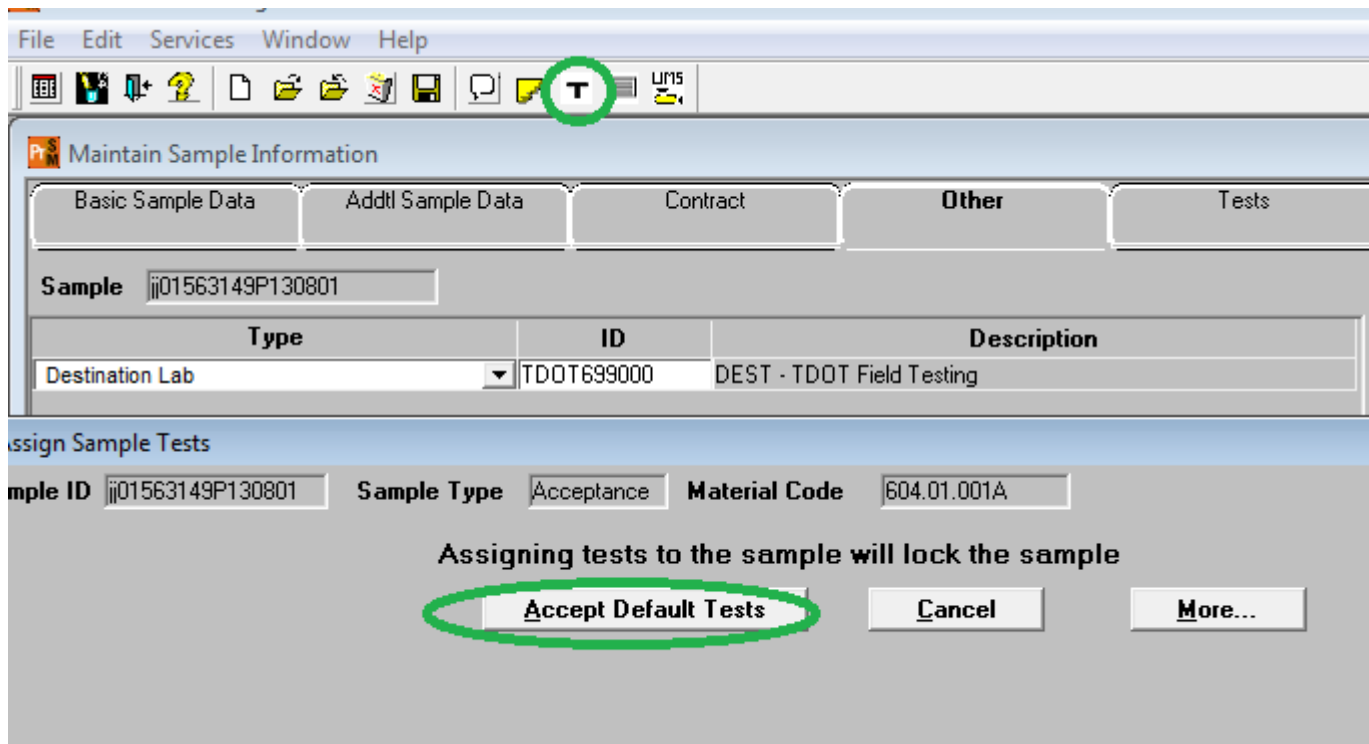 File Edit Services Window Help
T LIMS
Pr SM Maintain Sample Information
Basic Sample Data Addtl Sample Data Contract Other Tests
Sample jj01563149P130801
Type ID Description
Destination Lab TDOT699000 DEST - TDOT Field Testing
ssign Sample Tests
mple ID jj01563149P130801 Sample Type Acceptance Material Code 604.01.001A
Assigning tests to the sample will lock the sample
Accept Default Tests Cancel More...